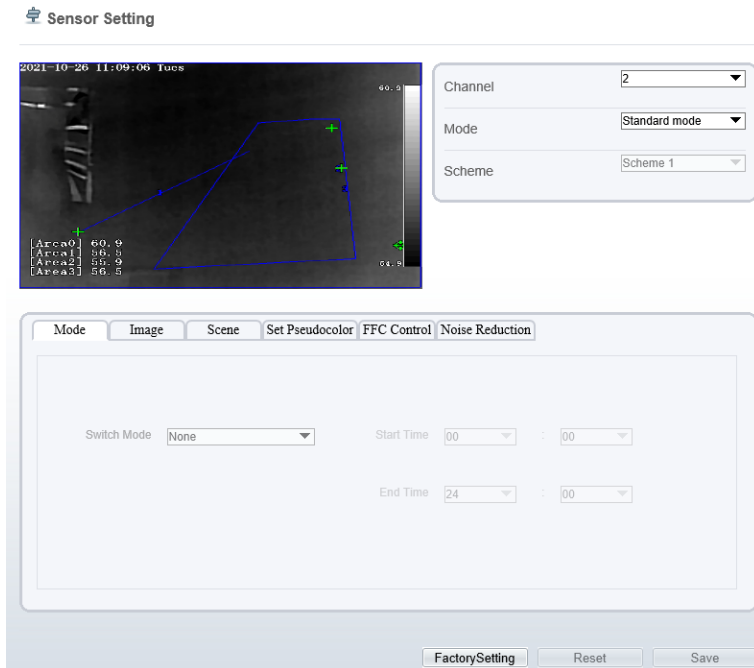 Sensor Setting
2021-10-26 11:09:06 Tues
60.9
[Area0] 60.9
[Area1] 56.5
[Area2] 55.9
[Area3] 56.5
54.9
Channel 2
Mode Standard mode
Scheme Scheme 1
Mode Image Scene Set Pseudocolor FFC Control Noise Reduction
Switch Mode None Start Time 00 : 00
End Time 24 : 00
FactorySetting Reset Save